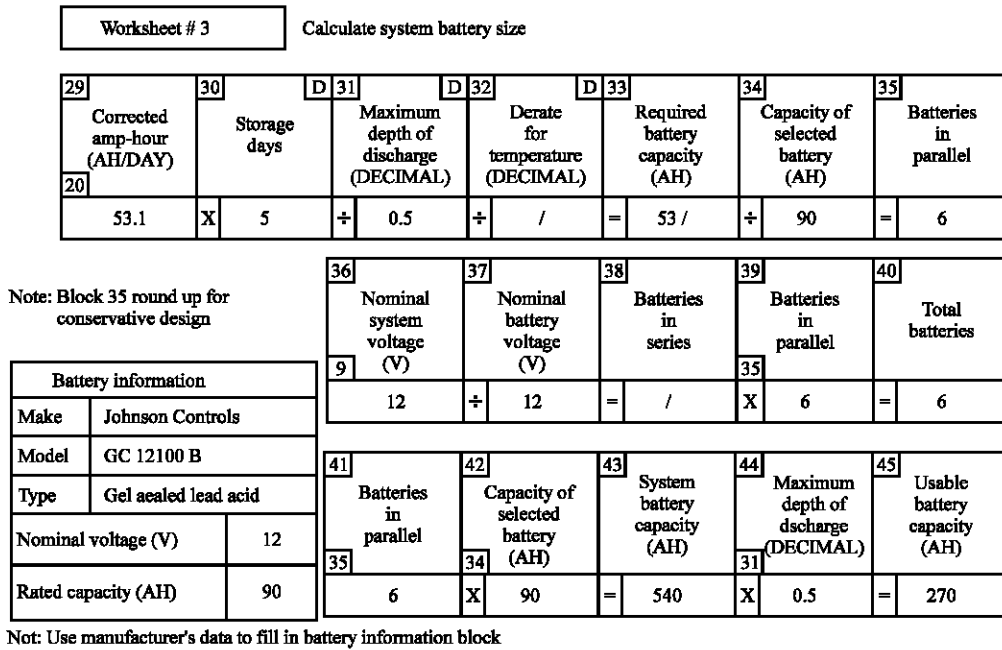 Worksheet # 3
Calculate system battery size
29 Corrected amp-hour (AH/DAY) 20
30 D Storage days
31 D Maximum depth of discharge (DECIMAL)
32 D Derate for temperature (DECIMAL)
33 Required battery capacity (AH)
34 Capacity of selected battery (AH)
35 Batteries in parallel
53.1 X 5 ÷ 0.5 ÷ / = 53 / ÷ 90 = 6
Note: Block 35 round up for
conservative design
36 Nominal system voltage (V) 9
37 Nominal battery voltage (V)
38 Batteries in series
39 Batteries in parallel 35
40 Total batteries
12 ÷ 12 = / X 6 = 6
Battery information
Make Johnson Controls
Model GC 12100 B
Type Gel aealed lead acid
Nominal voltage (V) 12
Rated capacity (AH) 90
41 Batteries in parallel 35
42 Capacity of selected battery (AH) 34
43 System battery capacity (AH)
44 Maximum depth of dscharge (DECIMAL) 31
45 Usable battery capacity (AH)
6 X 90 = 540 X 0.5 = 270
Not: Use manufacturer's data to fill in battery information block